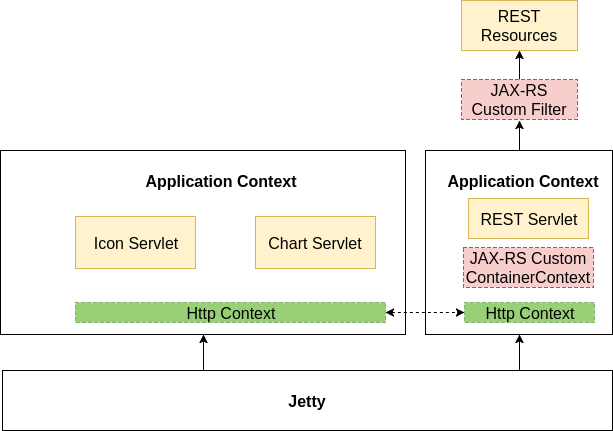 REST
Resources
JAX-RS
Custom Filter
Application Context
Application Context
Icon Servlet
Chart Servlet
REST Servlet
JAX-RS Custom
ContainerContext
Http Context
Http Context
Jetty